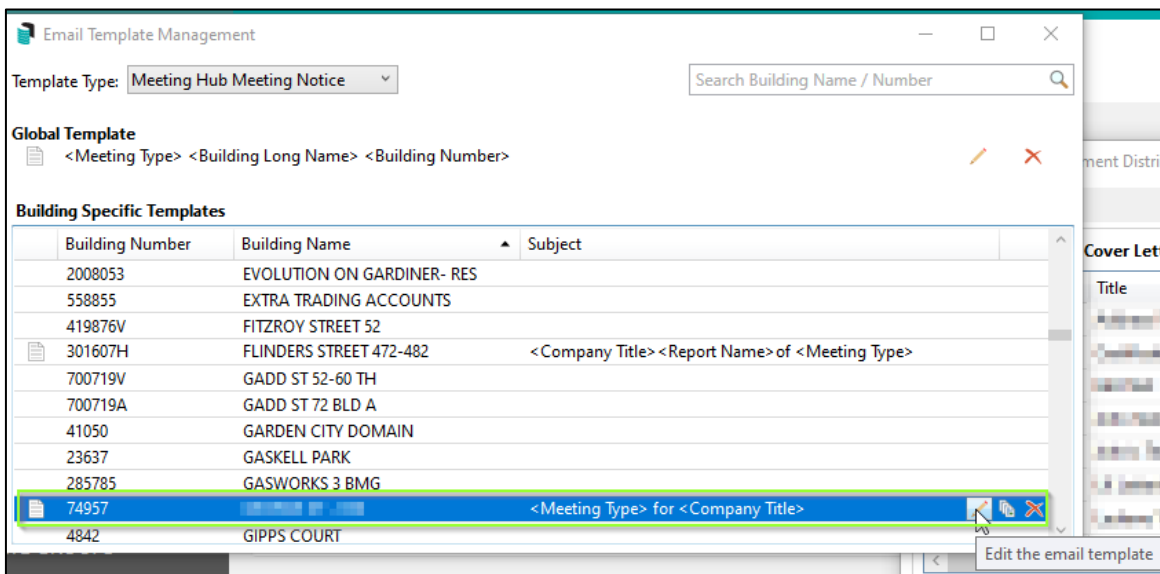 Email Template Management
Template Type: Meeting Hub Meeting Notice
Search Building Name / Number
Global Template
<Meeting Type> <Building Long Name> <Building Number>
ment Distri
Building Specific Templates
Building Number Building Name Subject
Cover Lett
Title
2008053 EVOLUTION ON GARDINER- RES
558855 EXTRA TRADING ACCOUNTS
419876V FITZROY STREET 52
301607H FLINDERS STREET 472-482 <Company Title> <Report Name> of <Meeting Type>
700719V GADD ST 52-60 TH
700719A GADD ST 72 BLD A
41050 GARDEN CITY DOMAIN
23637 GASKELL PARK
285785 GASWORKS 3 BMG
74957 <Meeting Type> for <Company Title>
4842 GIPPS COURT
Edit the email template